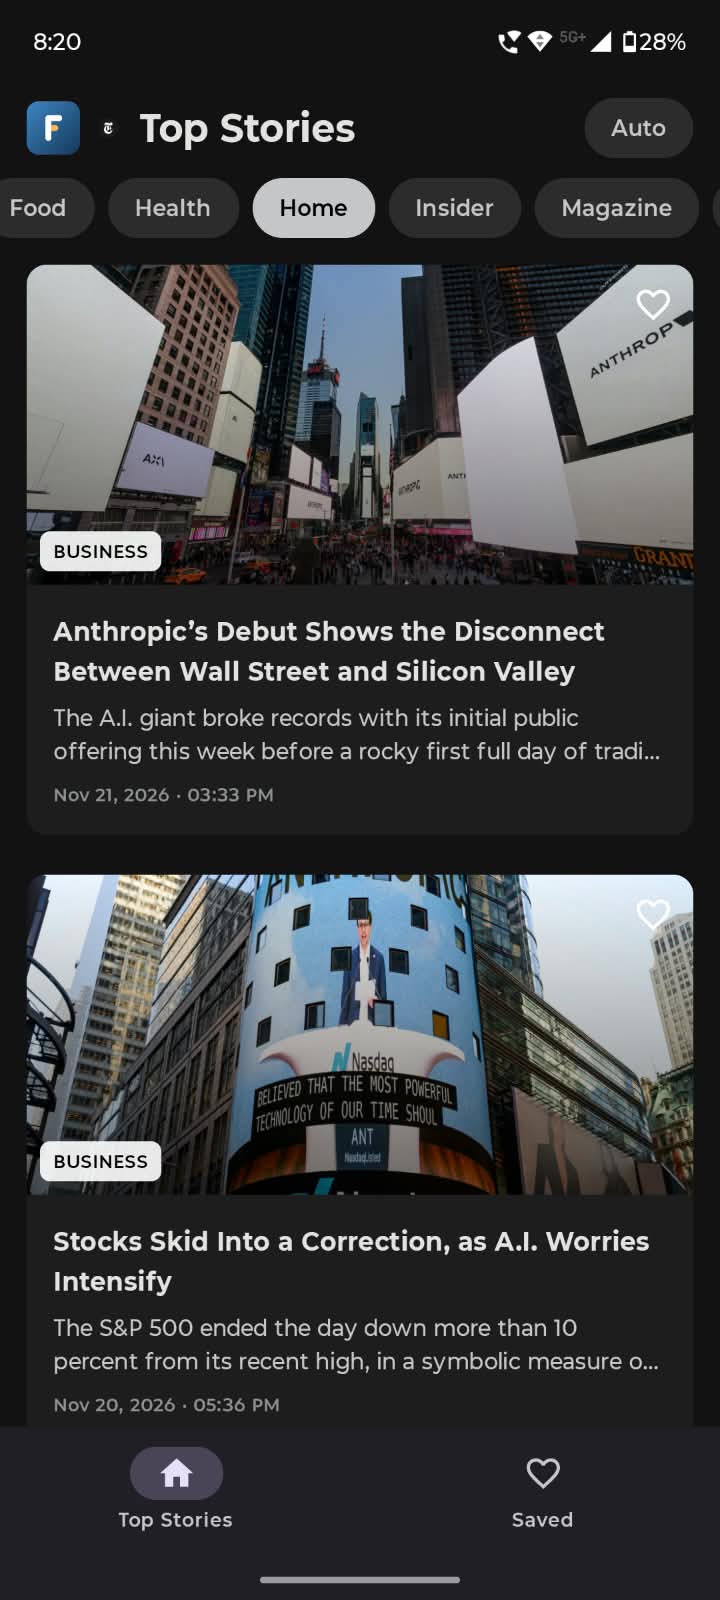 8:20
5G+
28%
F
T
Top Stories
Auto
Food
Health
Home
Insider
Magazine
ANTHROP
AXI
ANTHROPIC
ANT
GRAND
BUSINESS
Anthropic’s Debut Shows the Disconnect
Between Wall Street and Silicon Valley
The A.I. giant broke records with its initial public
offering this week before a rocky first full day of tradi...
Nov 21, 2026 · 03:33 PM
Nasdaq
BELIEVED THAT THE MOST POWERFUL
TECHNOLOGY OF OUR TIME SHOUL
ANT
NasdaqListed
BUSINESS
Stocks Skid Into a Correction, as A.I. Worries
Intensify
The S&P 500 ended the day down more than 10
percent from its recent high, in a symbolic measure o...
Nov 20, 2026 · 05:36 PM
Top Stories
Saved